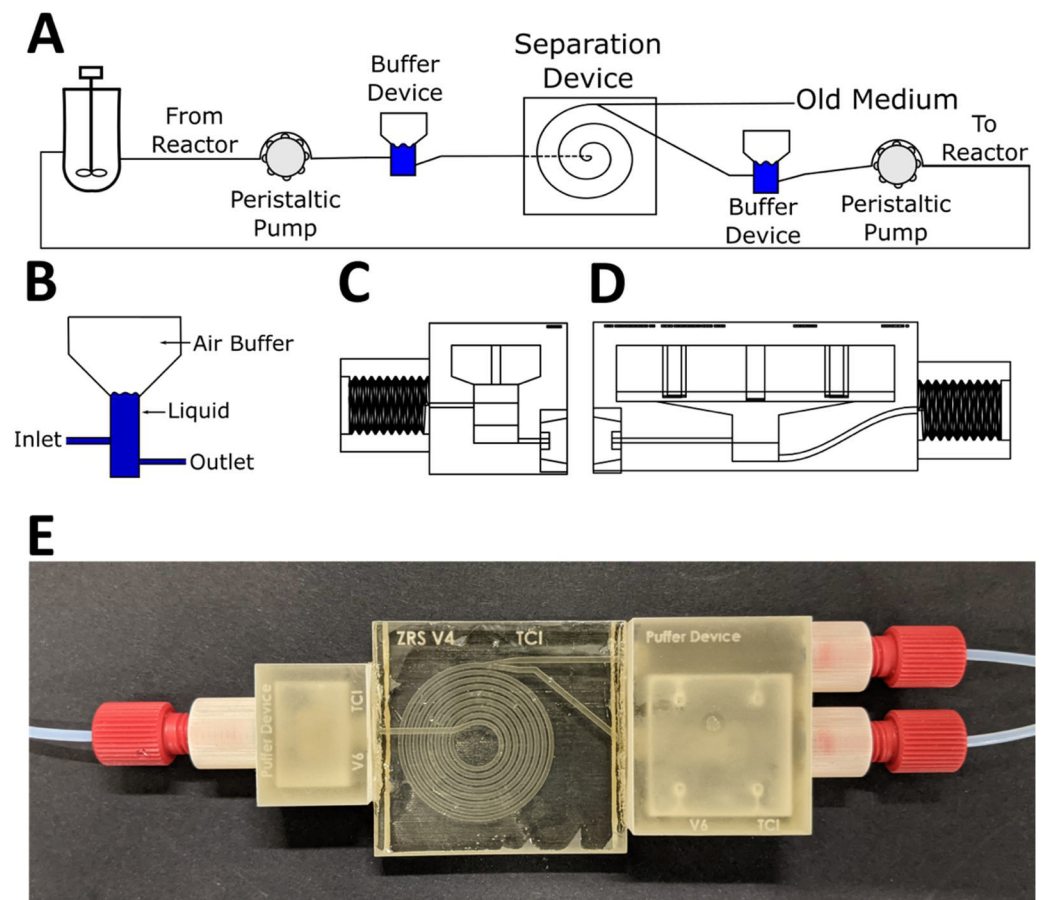 A
Separation
Device
Buffer
Device
From
Reactor
Old Medium
To
Reactor
Peristaltic
Pump
Buffer
Device
Peristaltic
Pump
B
C
D
Air Buffer
Liquid
Inlet
Outlet
E
ZRS V4
TCI
Puffer Device
Puffer Device
TCI
V6
V6
TCI